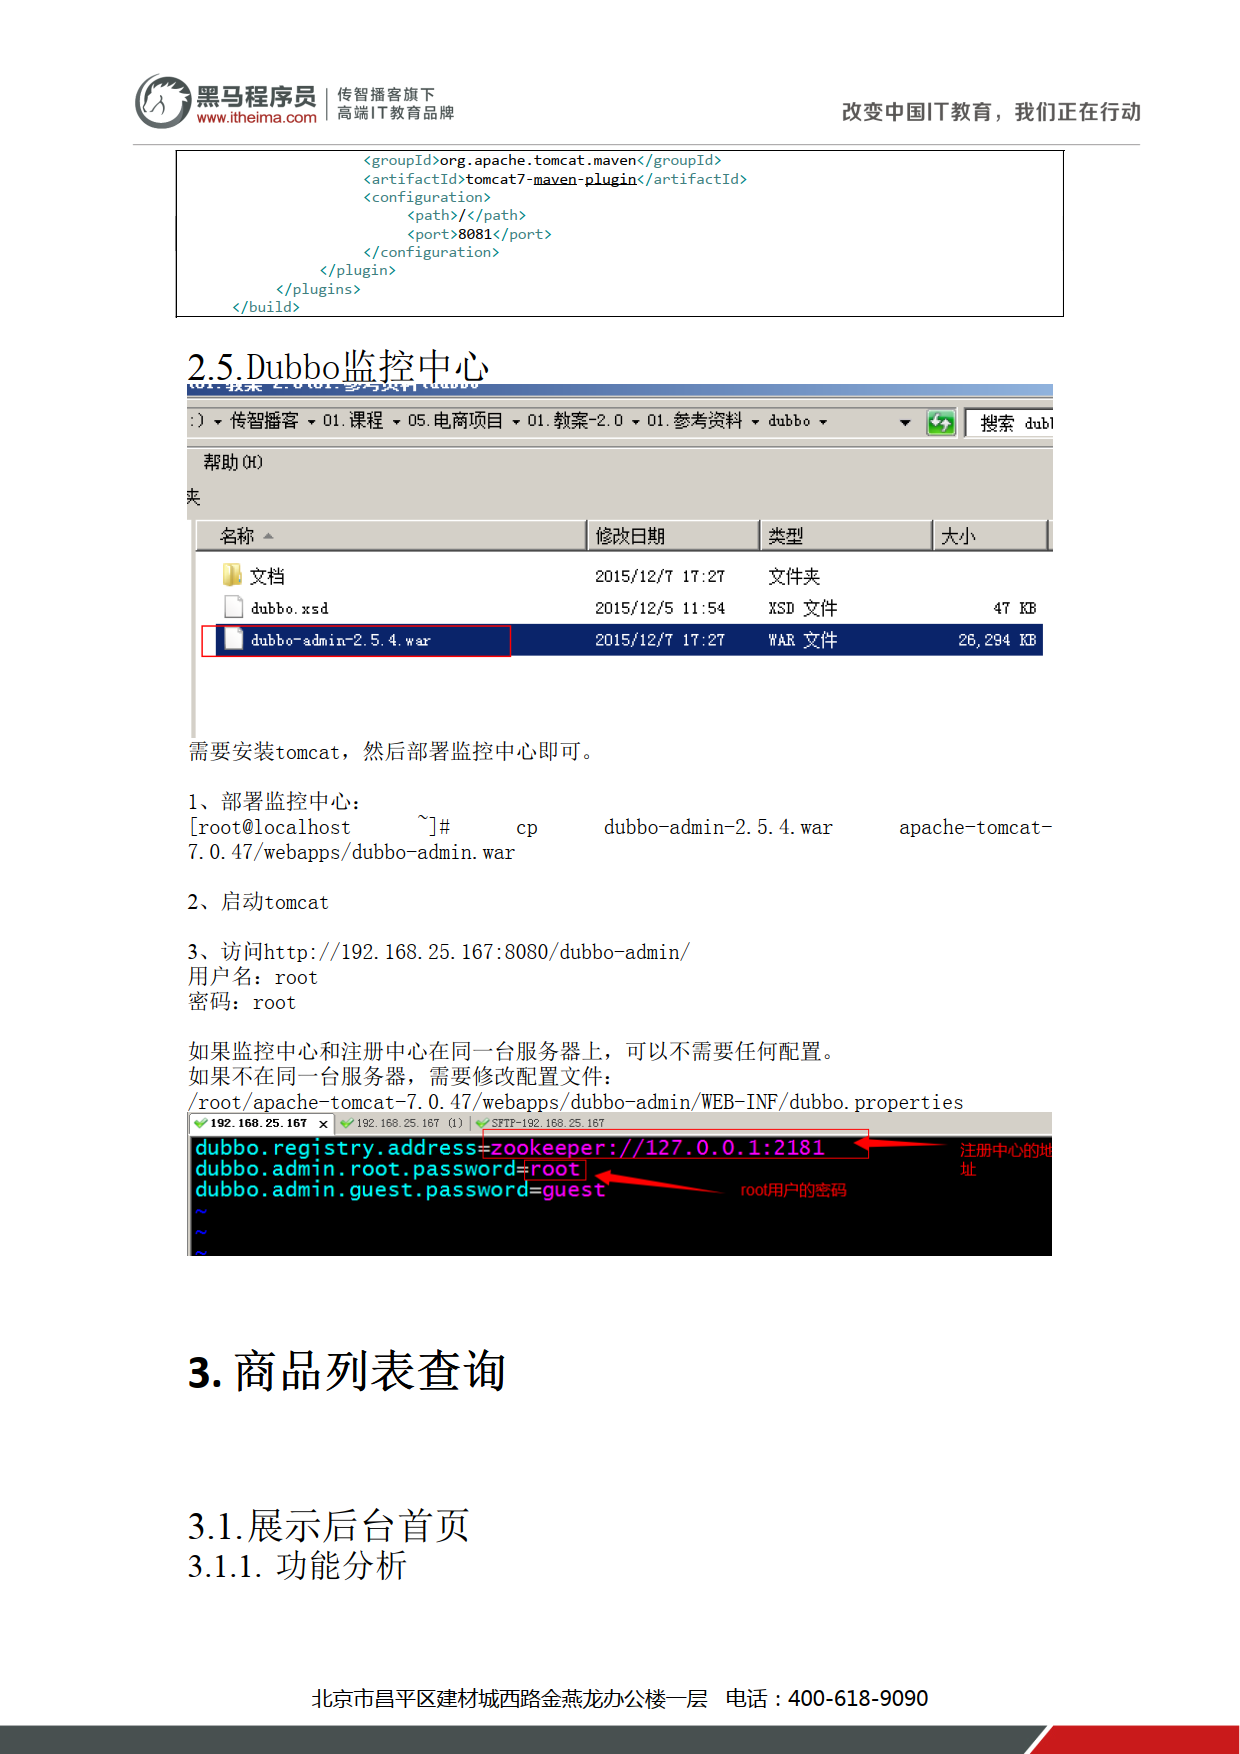 黑马程序员
www.itheima.com
传智播客旗下
高端IT教育品牌
改变中国IT教育，我们正在行动
<groupId>org.apache.tomcat.maven</groupId>
<artifactId>tomcat7-maven-plugin</artifactId>
<configuration>
<path>/</path>
<port>8081</port>
</configuration>
</plugin>
</plugins>
</build>
2.5.Dubbo监控中心
:) ▾ 传智播客 ▾ 01.课程 ▾ 05.电商项目 ▾ 01.教案-2.0 ▾ 01.参考资料 ▾ dubbo ▾ 搜索 dubb
帮助(H)
夹
名称 修改日期 类型 大小
文档 2015/12/7 17:27 文件夹
dubbo.xsd 2015/12/5 11:54 XSD 文件 47 KB
dubbo-admin-2.5.4.war 2015/12/7 17:27 WAR 文件 26,294 KB
需要安装tomcat，然后部署监控中心即可。
1、部署监控中心：
[root@localhost ~]# cp dubbo-admin-2.5.4.war apache-tomcat-
7.0.47/webapps/dubbo-admin.war
2、启动tomcat
3、访问http://192.168.25.167:8080/dubbo-admin/
用户名：root
密码：root
如果监控中心和注册中心在同一台服务器上，可以不需要任何配置。
如果不在同一台服务器，需要修改配置文件：
/root/apache-tomcat-7.0.47/webapps/dubbo-admin/WEB-INF/dubbo.properties
192.168.25.167 x 192.168.25.167 (1) SFTP-192.168.25.167
dubbo.registry.address=zookeeper://127.0.0.1:2181
注册中心的地
址
dubbo.admin.root.password=root
dubbo.admin.guest.password=guest
root用户的密码
~
~
~
3. 商品列表查询
3.1.展示后台首页
3.1.1. 功能分析
北京市昌平区建材城西路金燕龙办公楼一层 电话：400-618-9090